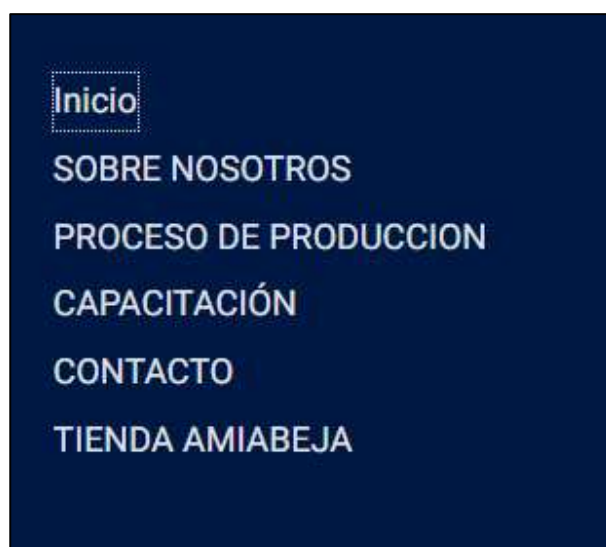 Inicio
SOBRE NOSOTROS
PROCESO DE PRODUCCION
CAPACITACIÓN
CONTACTO
TIENDA AMIABEJA